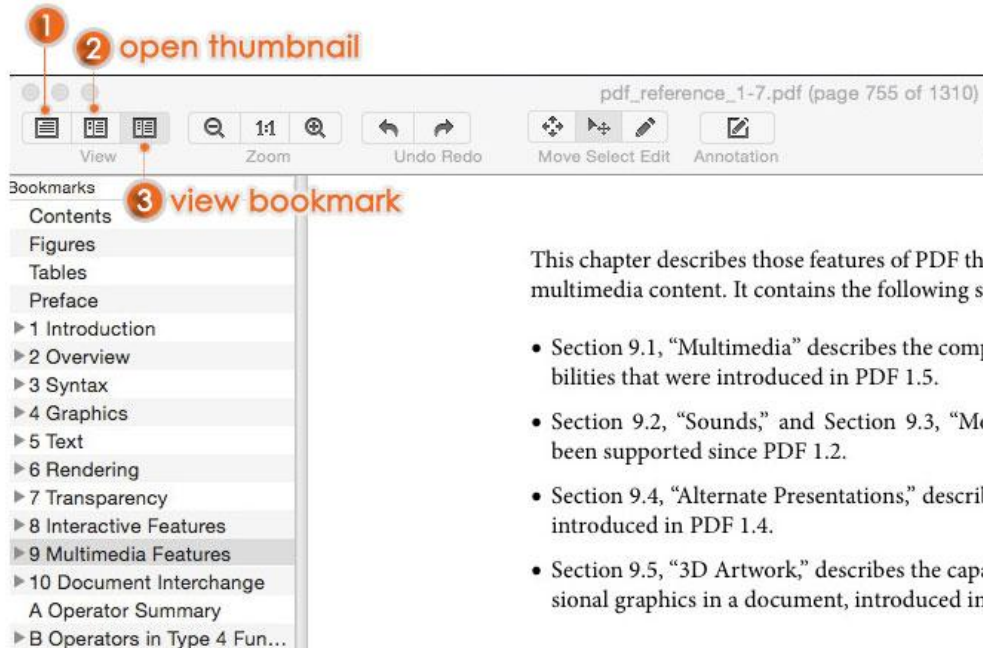 1
2 open thumbnail
pdf_reference_1-7.pdf (page 755 of 1310)
1:1
View Zoom Undo Redo Move Select Edit Annotation
3 view bookmark
Bookmarks
Contents
Figures
Tables
Preface
1 Introduction
2 Overview
3 Syntax
4 Graphics
5 Text
6 Rendering
7 Transparency
8 Interactive Features
9 Multimedia Features
10 Document Interchange
A Operator Summary
B Operators in Type 4 Fun...
This chapter describes those features of PDF th
multimedia content. It contains the following s
• Section 9.1, “Multimedia” describes the comp
bilities that were introduced in PDF 1.5.
• Section 9.2, “Sounds,” and Section 9.3, “Mo
been supported since PDF 1.2.
• Section 9.4, “Alternate Presentations,” descri
introduced in PDF 1.4.
• Section 9.5, “3D Artwork,” describes the capa
sional graphics in a document, introduced in